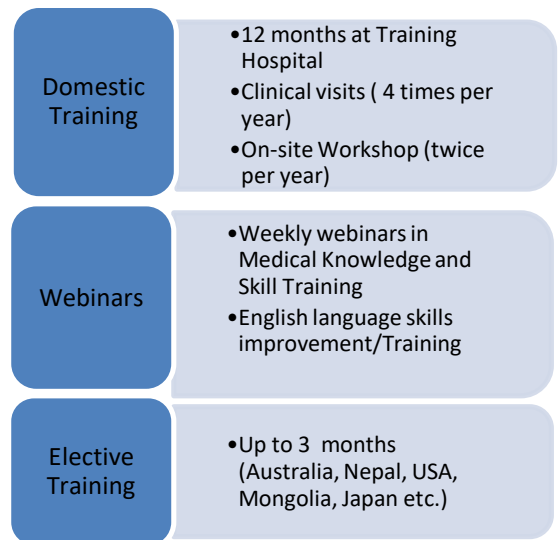 Domestic
Training
•12 months at Training
Hospital
•Clinical visits ( 4 times per
year)
•On-site Workshop (twice
per year)
Webinars
•Weekly webinars in
Medical Knowledge and
Skill Training
•English language skills
improvement/Training
Elective
Training
•Up to 3  months
(Australia, Nepal, USA,
Mongolia, Japan etc.)